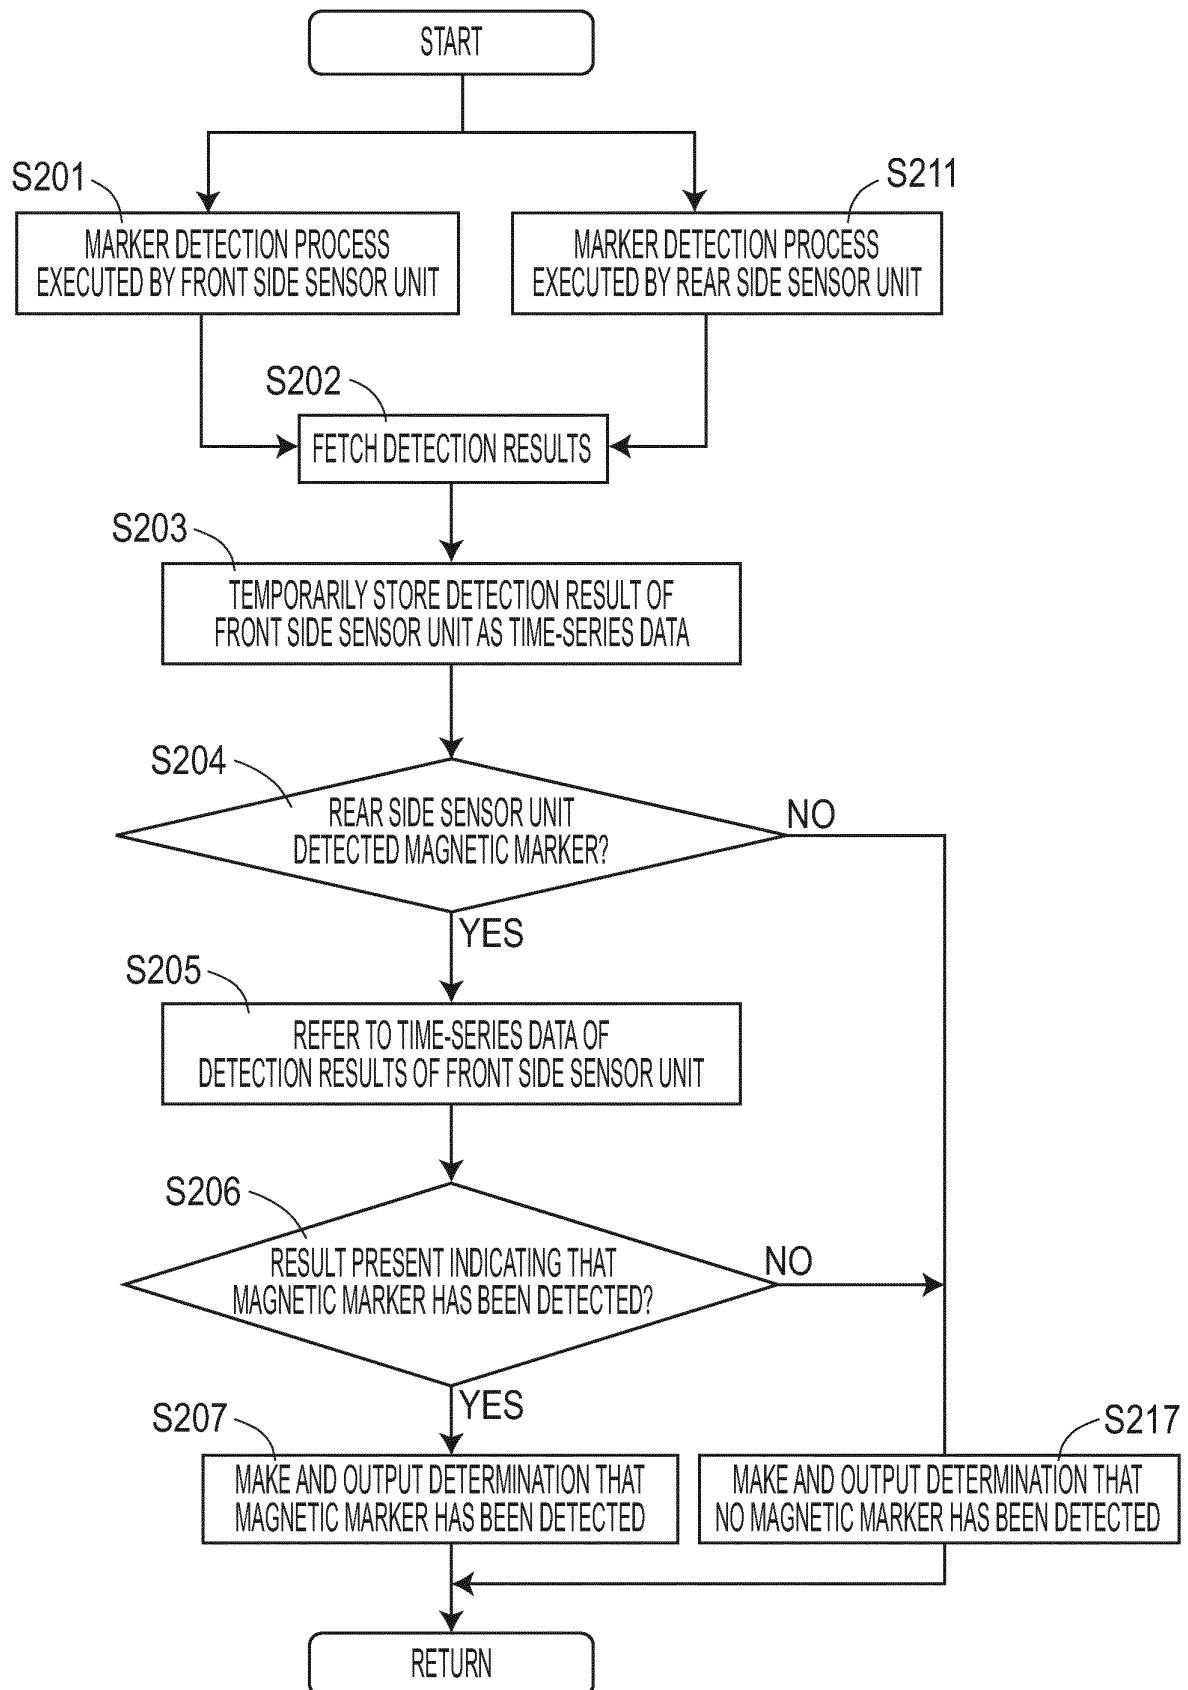 START
S201
S211
MARKER DETECTION PROCESS
EXECUTED BY FRONT SIDE SENSOR UNIT
MARKER DETECTION PROCESS
EXECUTED BY REAR SIDE SENSOR UNIT
S202
FETCH DETECTION RESULTS
S203
TEMPORARILY STORE DETECTION RESULT OF
FRONT SIDE SENSOR UNIT AS TIME-SERIES DATA
S204
REAR SIDE SENSOR UNIT
DETECTED MAGNETIC MARKER?
NO
YES
S205
REFER TO TIME-SERIES DATA OF
DETECTION RESULTS OF FRONT SIDE SENSOR UNIT
S206
RESULT PRESENT INDICATING THAT
MAGNETIC MARKER HAS BEEN DETECTED?
NO
YES
S207
S217
MAKE AND OUTPUT DETERMINATION THAT
MAGNETIC MARKER HAS BEEN DETECTED
MAKE AND OUTPUT DETERMINATION THAT
NO MAGNETIC MARKER HAS BEEN DETECTED
RETURN